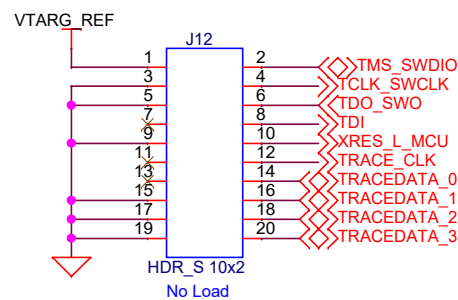 VTARG_REF
J12
1 2 TMS_SWDIO
3 4 TCLK_SWCLK
5 6 TDO_SWO
7 8 TDI
9 10 XRES_L_MCU
11 12 TRACE_CLK
13 14 TRACEDATA_0
15 16 TRACEDATA_1
17 18 TRACEDATA_2
19 20 TRACEDATA_3
HDR_S 10x2
No Load